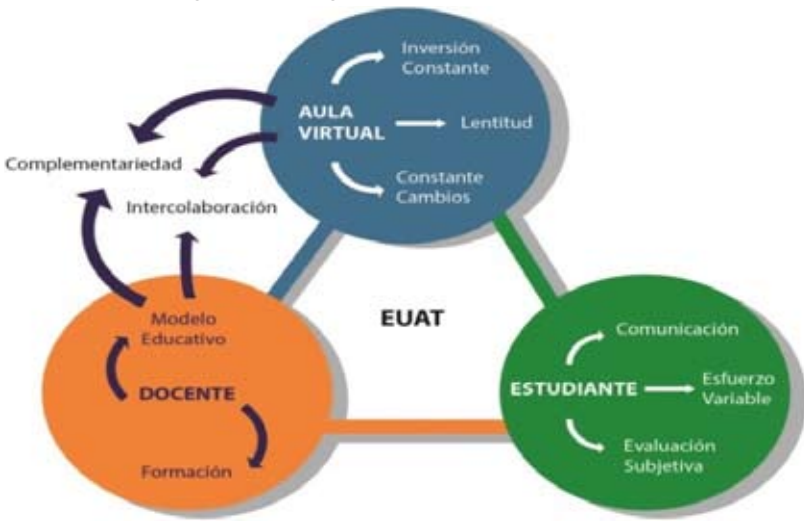 Inversión
Constante
AULA
VIRTUAL
Lentitud
Constante
Cambios
Complementariedad
Intercolaboración
EUAT
Modelo
Educativo
DOCENTE
Formación
Comunicación
ESTUDIANTE
Esfuerzo
Variable
Evaluación
Subjetiva